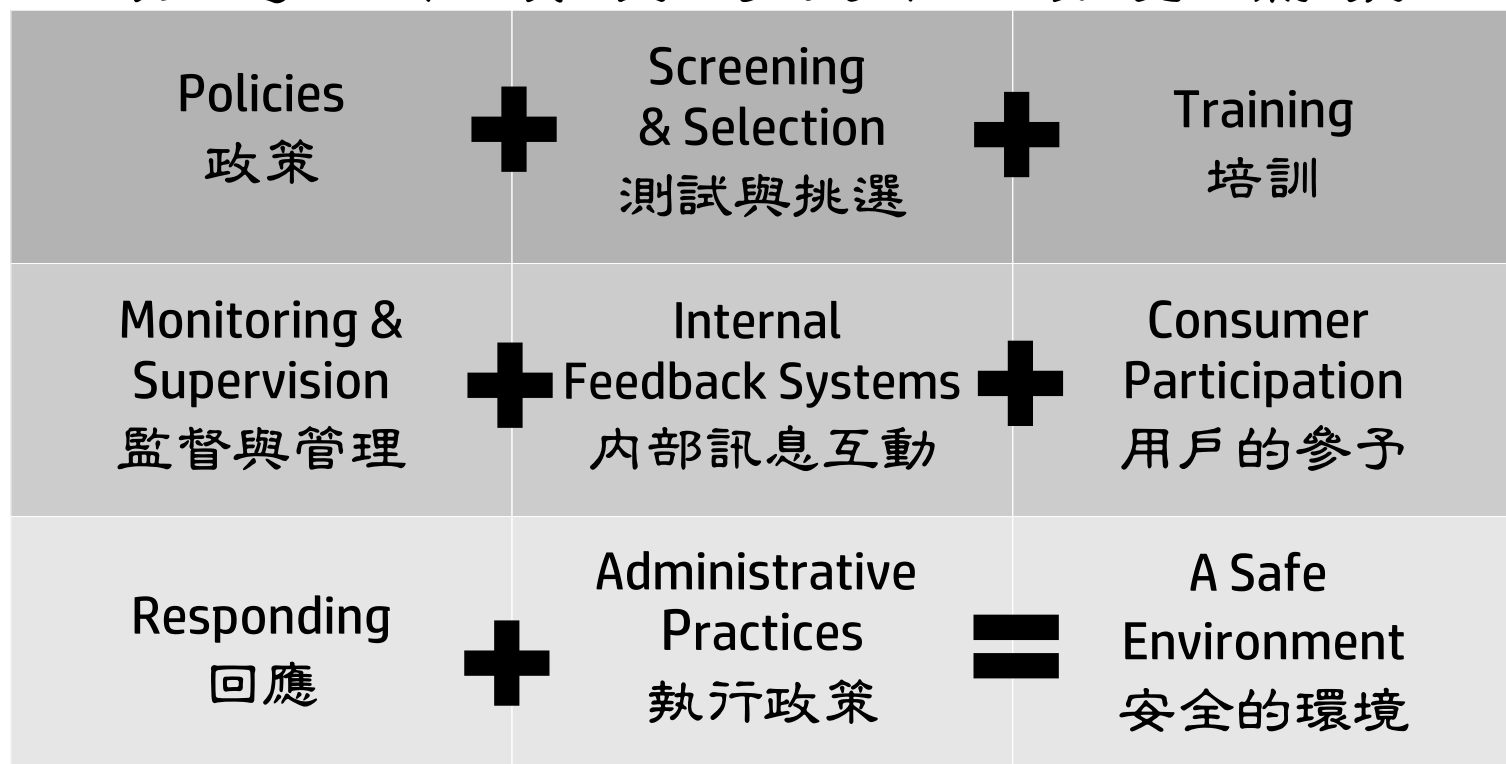 Policies
政策
+
Screening
& Selection
測試與挑選
+
Training
培訓
Monitoring &
Supervision
監督與管理
+
Internal
Feedback Systems
內部訊息互動
+
Consumer
Participation
用戶的參予
Responding
回應
+
Administrative
Practices
執行政策
=
A Safe
Environment
安全的環境